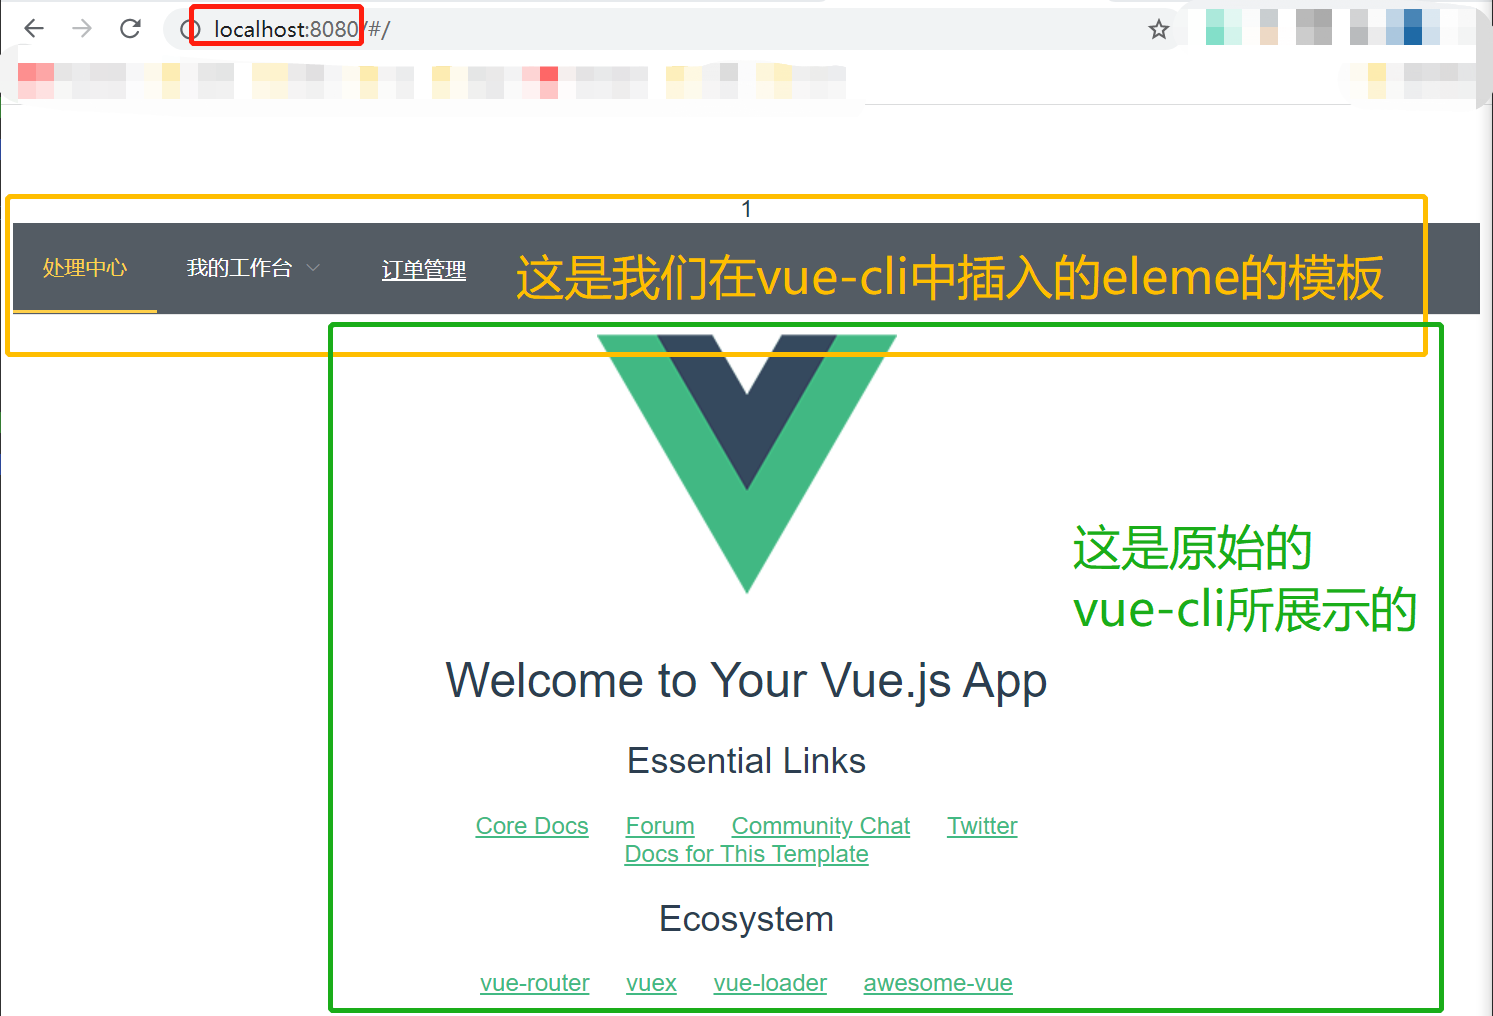 localhost:8080/#/
1
处理中心 我的工作台 订单管理 这是我们在vue-cli中插入的eleme的模板
这是原始的
vue-cli所展示的
Welcome to Your Vue.js App
Essential Links
Core Docs Forum Community Chat Twitter
Docs for This Template
Ecosystem
vue-router vuex vue-loader awesome-vue